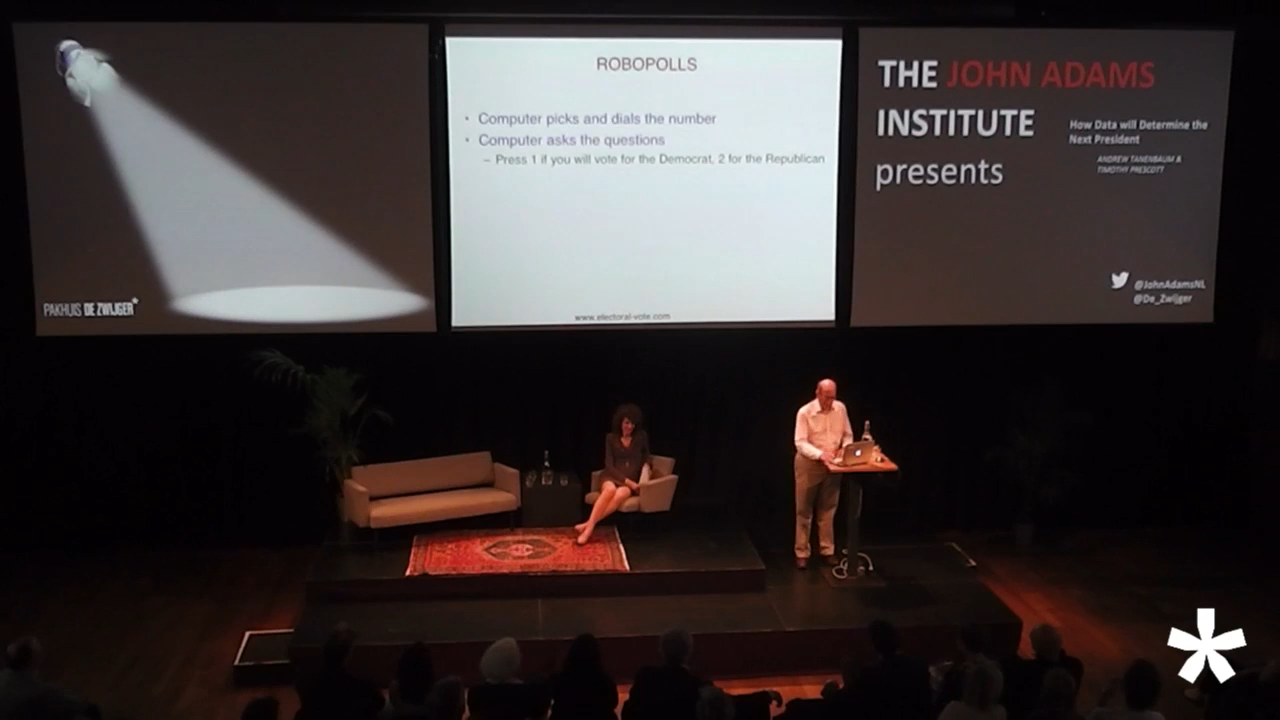 PAKHUIS DE ZWIJGER*
ROBOPOLLS
• Computer picks and dials the number
• Computer asks the questions
– Press 1 if you will vote for the Democrat, 2 for the Republican
www.electoral-vote.com
THE JOHN ADAMS
INSTITUTE
presents
How Data will Determine the
Next President
ANDREW TANENBAUM &
TIMOTHY PRESCOTT
@JohnAdamsNL
@De_Zwijger